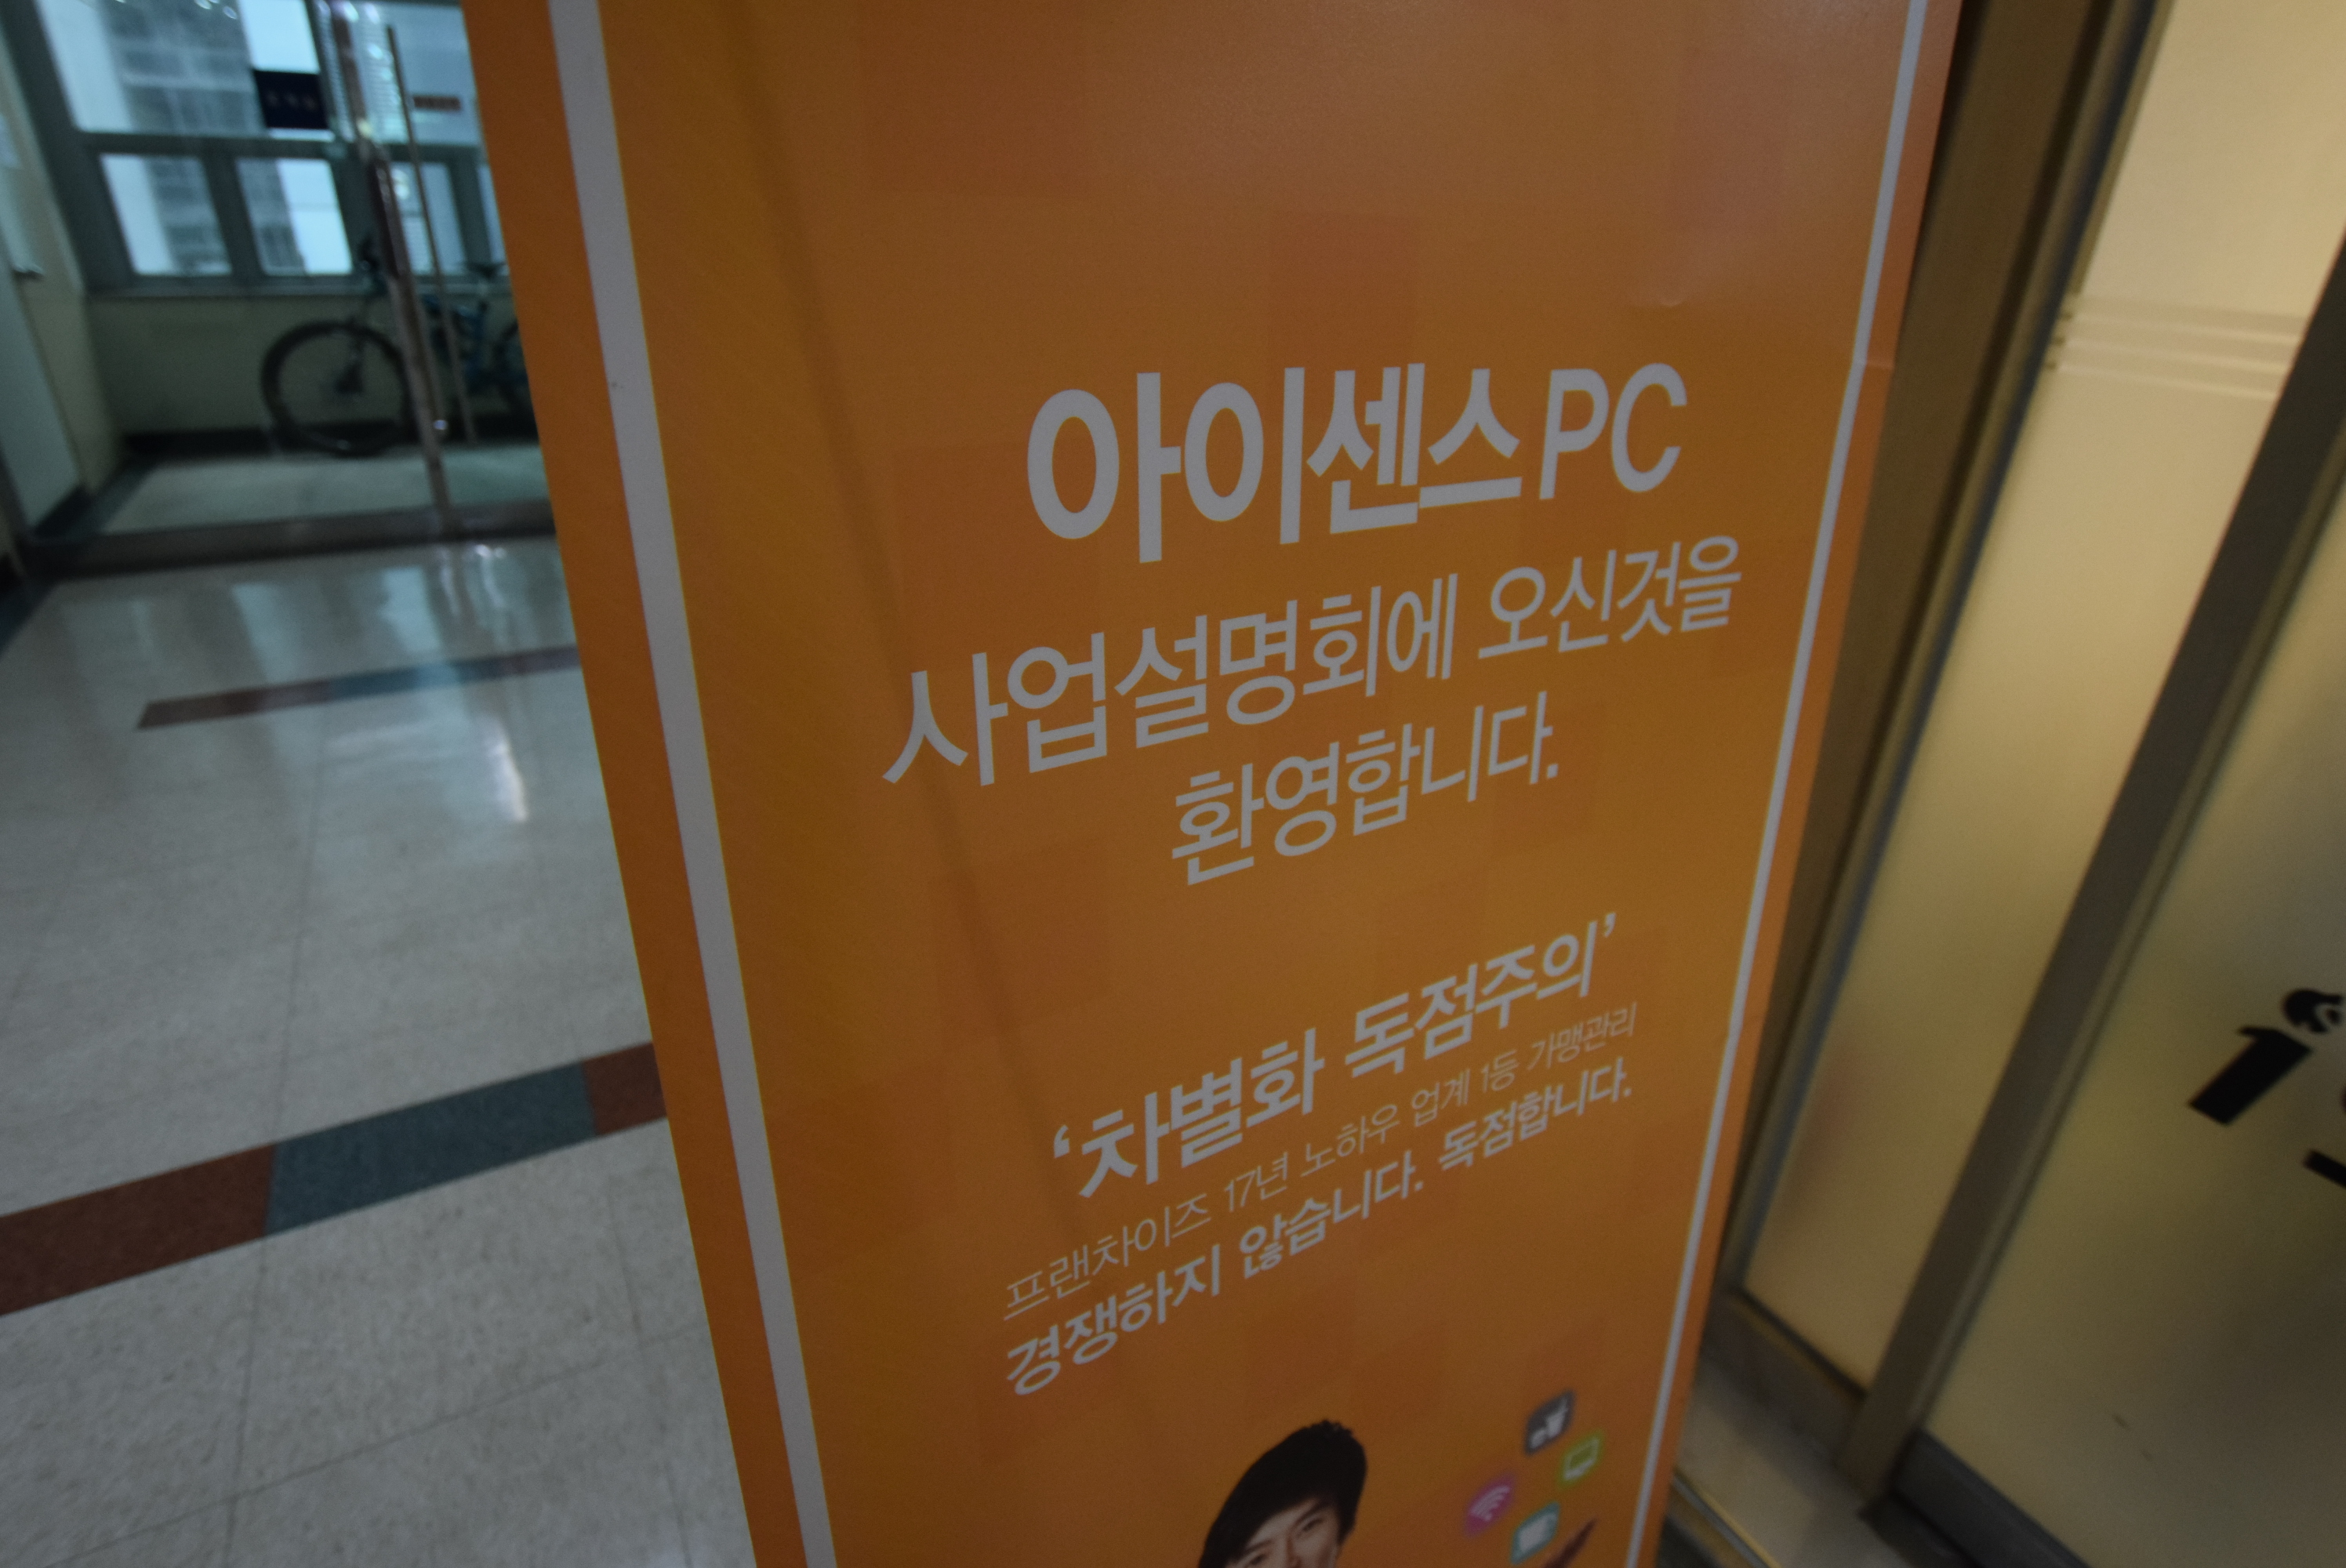 아이센스PC
사업설명회에 오신것을
환영합니다.
‘차별화 독점주의’
프랜차이즈 17년 노하우 업계 1등 가맹관리
경쟁하지 않습니다. 독점합니다.
1